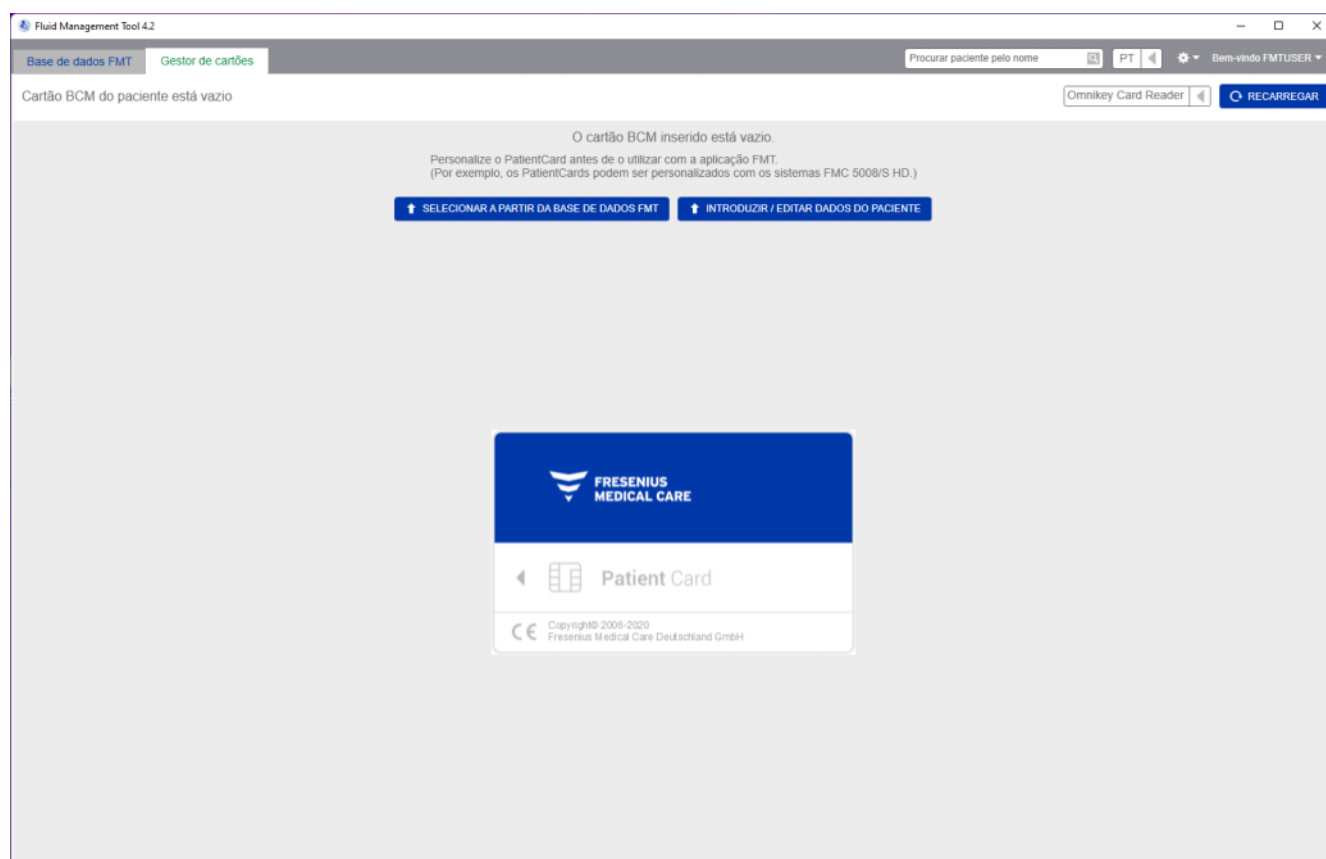 Fluid Management Tool 4.2
Base de dados FMT
Gestor de cartões
Procurar paciente pelo nome
PT
Bem-vindo FMTUSER
Cartão BCM do paciente está vazio
Omnikey Card Reader
RECARREGAR
O cartão BCM inserido está vazio.
Personalize o PatientCard antes de o utilizar com a aplicação FMT.
(Por exemplo, os PatientCards podem ser personalizados com os sistemas FMC 5008/S HD.)
SELECIONAR A PARTIR DA BASE DE DADOS FMT
INTRODUZIR / EDITAR DADOS DO PACIENTE
FRESENIUS
MEDICAL CARE
Patient Card
CE
Copyright© 2006-2020
Fresenius Medical Care Deutschland GmbH